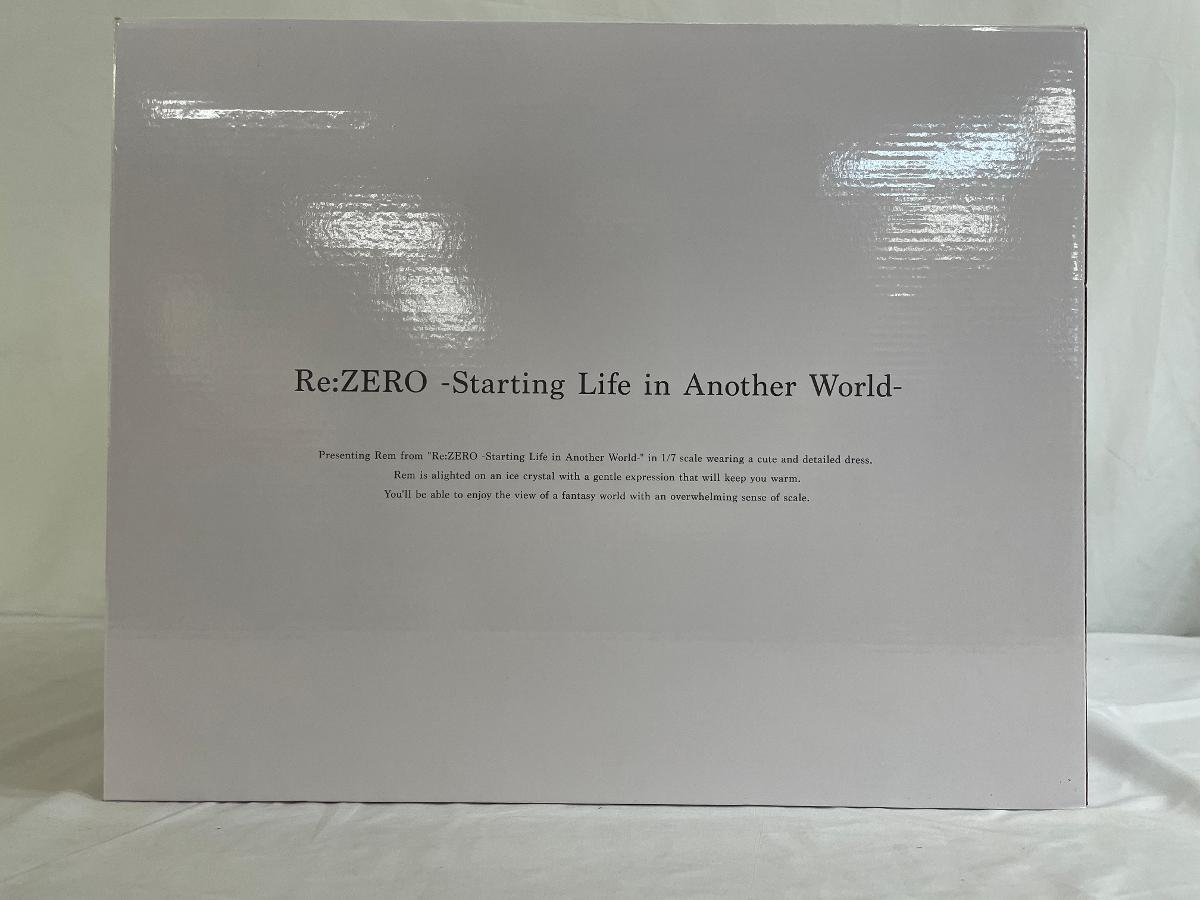 Re:ZERO -Starting Life in Another World-
Presenting Rem from "Re:ZERO -Starting Life in Another World-" in 1/7 scale wearing a cute and detailed dress.
Rem is alighted on an ice crystal with a gentle expression that will keep you warm.
You'll be able to enjoy the view of a fantasy world with an overwhelming sense of scale.